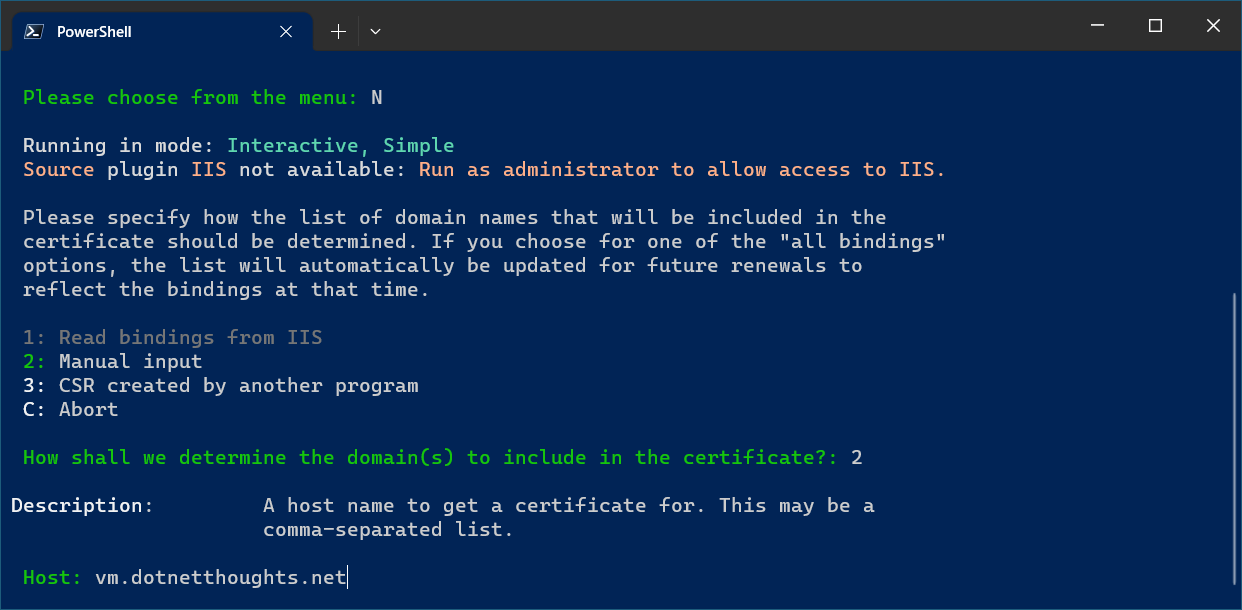 PowerShell
Please choose from the menu: N
Running in mode: Interactive, Simple
Source plugin IIS not available: Run as administrator to allow access to IIS.
Please specify how the list of domain names that will be included in the
certificate should be determined. If you choose for one of the "all bindings"
options, the list will automatically be updated for future renewals to
reflect the bindings at that time.
1: Read bindings from IIS
2: Manual input
3: CSR created by another program
C: Abort
How shall we determine the domain(s) to include in the certificate?: 2
Description:         A host name to get a certificate for. This may be a
comma-separated list.
Host: vm.dotnetthoughts.net